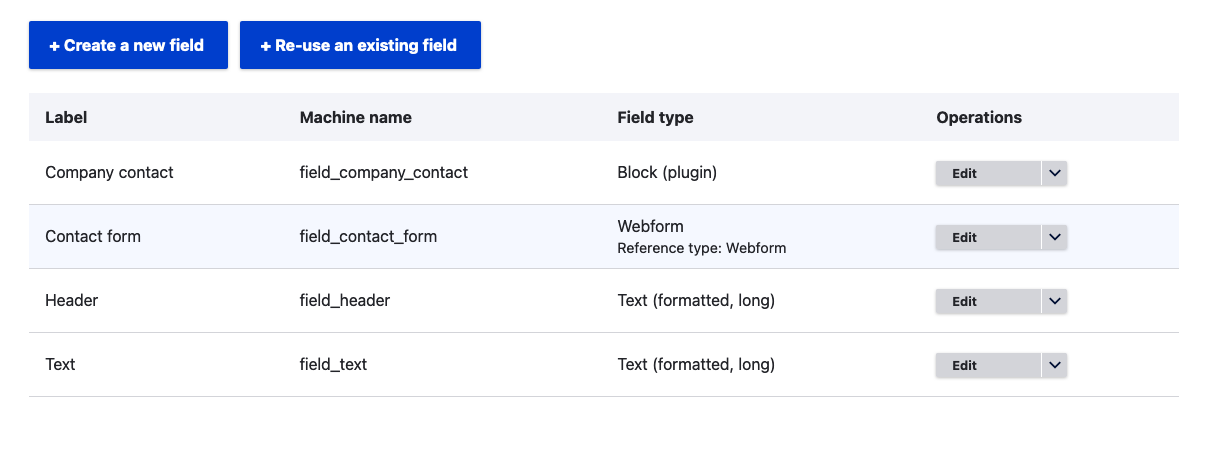 + Create a new field + Re-use an existing field
Label Machine name Field type Operations
Company contact field_company_contact Block (plugin) Edit
Contact form field_contact_form Webform Edit
Reference type: Webform
Header field_header Text (formatted, long) Edit
Text field_text Text (formatted, long) Edit